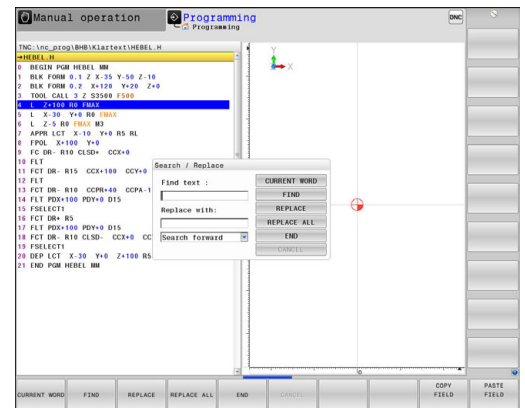 Manual operation
Programming
Programming
DNC
TNC:\nc_prog\BHB\Klartext\HEBEL.H
→HEBEL.H
0 BEGIN PGM HEBEL MM
1 BLK FORM 0.1 Z X-35 Y-50 Z-10
2 BLK FORM 0.2 X+120 Y+20 Z+0
3 TOOL CALL 3 Z S3500 F500
4 L Z+100 R0 FMAX
5 L X-30 Y+0 R0 FMAX
6 L Z-5 R0 FMAX M3
7 APPR LCT X-10 Y+0 R5 RL
8 FPOL X+100 Y+0
9 FC DR- R10 CLSD+ CCX+0
10 FLT
11 FCT DR- R15 CCX+100 CCY+0
12 FLT
13 FCT DR- R10 CCPR+40 CCPA-1
14 FLT PDX+100 PDY+0 D15
15 FSELECT1
16 FCT DR+ R5
17 FLT PDX+100 PDY+0 D15
18 FCT DR- R10 CLSD- CCX+0 CC
19 FSELECT1
20 DEP LCT X-30 Y+0 Z+100 R5
21 END PGM HEBEL MM
Y
X
0
Search / Replace
Find text :
Replace with:
Search forward
CURRENT WORD
FIND
REPLACE
REPLACE ALL
END
CANCEL
CURRENT WORD FIND REPLACE REPLACE ALL END CANCEL COPY FIELD PASTE FIELD